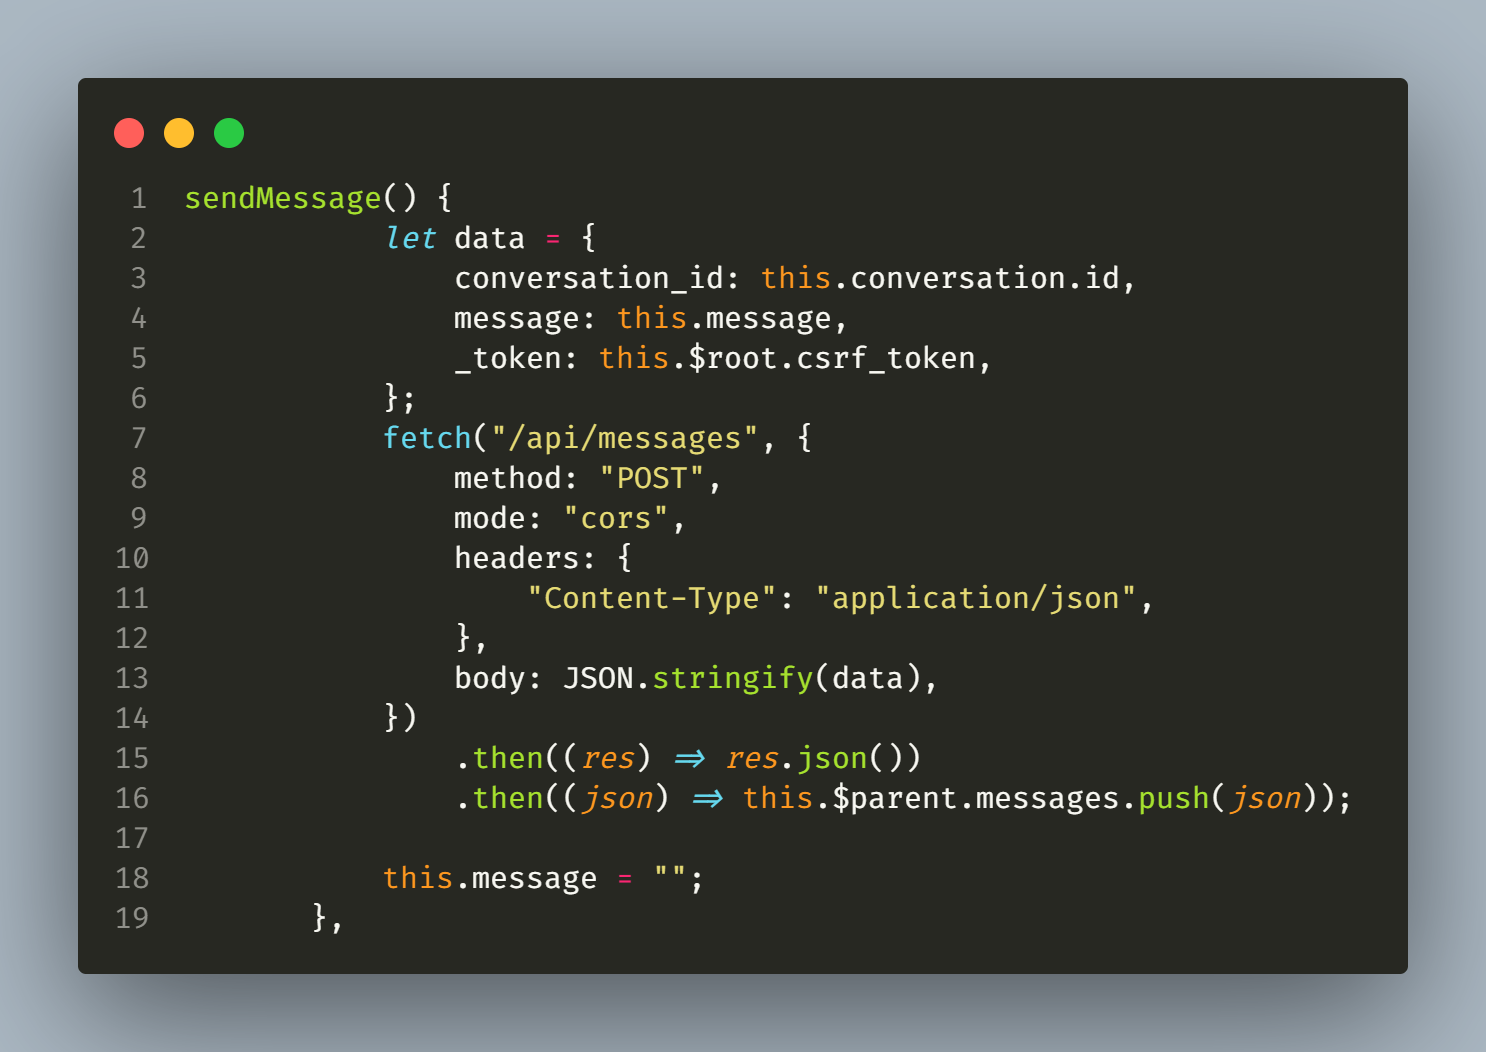 1 sendMessage() {
2 let data = {
3 conversation_id: this.conversation.id,
4 message: this.message,
5 _token: this.$root.csrf_token,
6 };
7 fetch("/api/messages", {
8 method: "POST",
9 mode: "cors",
10 headers: {
11 "Content-Type": "application/json",
12 },
13 body: JSON.stringify(data),
14 })
15 .then((res) => res.json())
16 .then((json) => this.$parent.messages.push(json));
17
18 this.message = "";
19 },